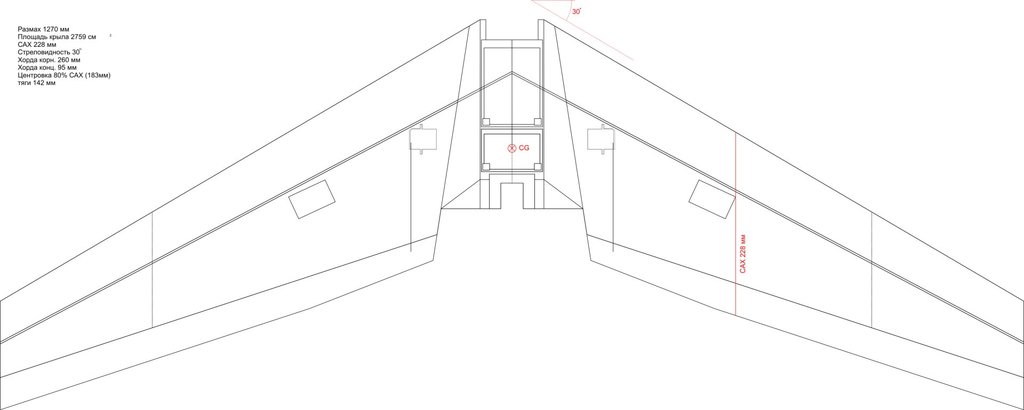 Размах 1270 мм
Площадь крыла 2759 см
САХ 228 мм
Стреловидность 30°
Хорда корн. 260 мм
Хорда конц. 95 мм
Центровка 80% САХ (183мм)
тяги 142 мм
30°
CG
САХ 228 мм